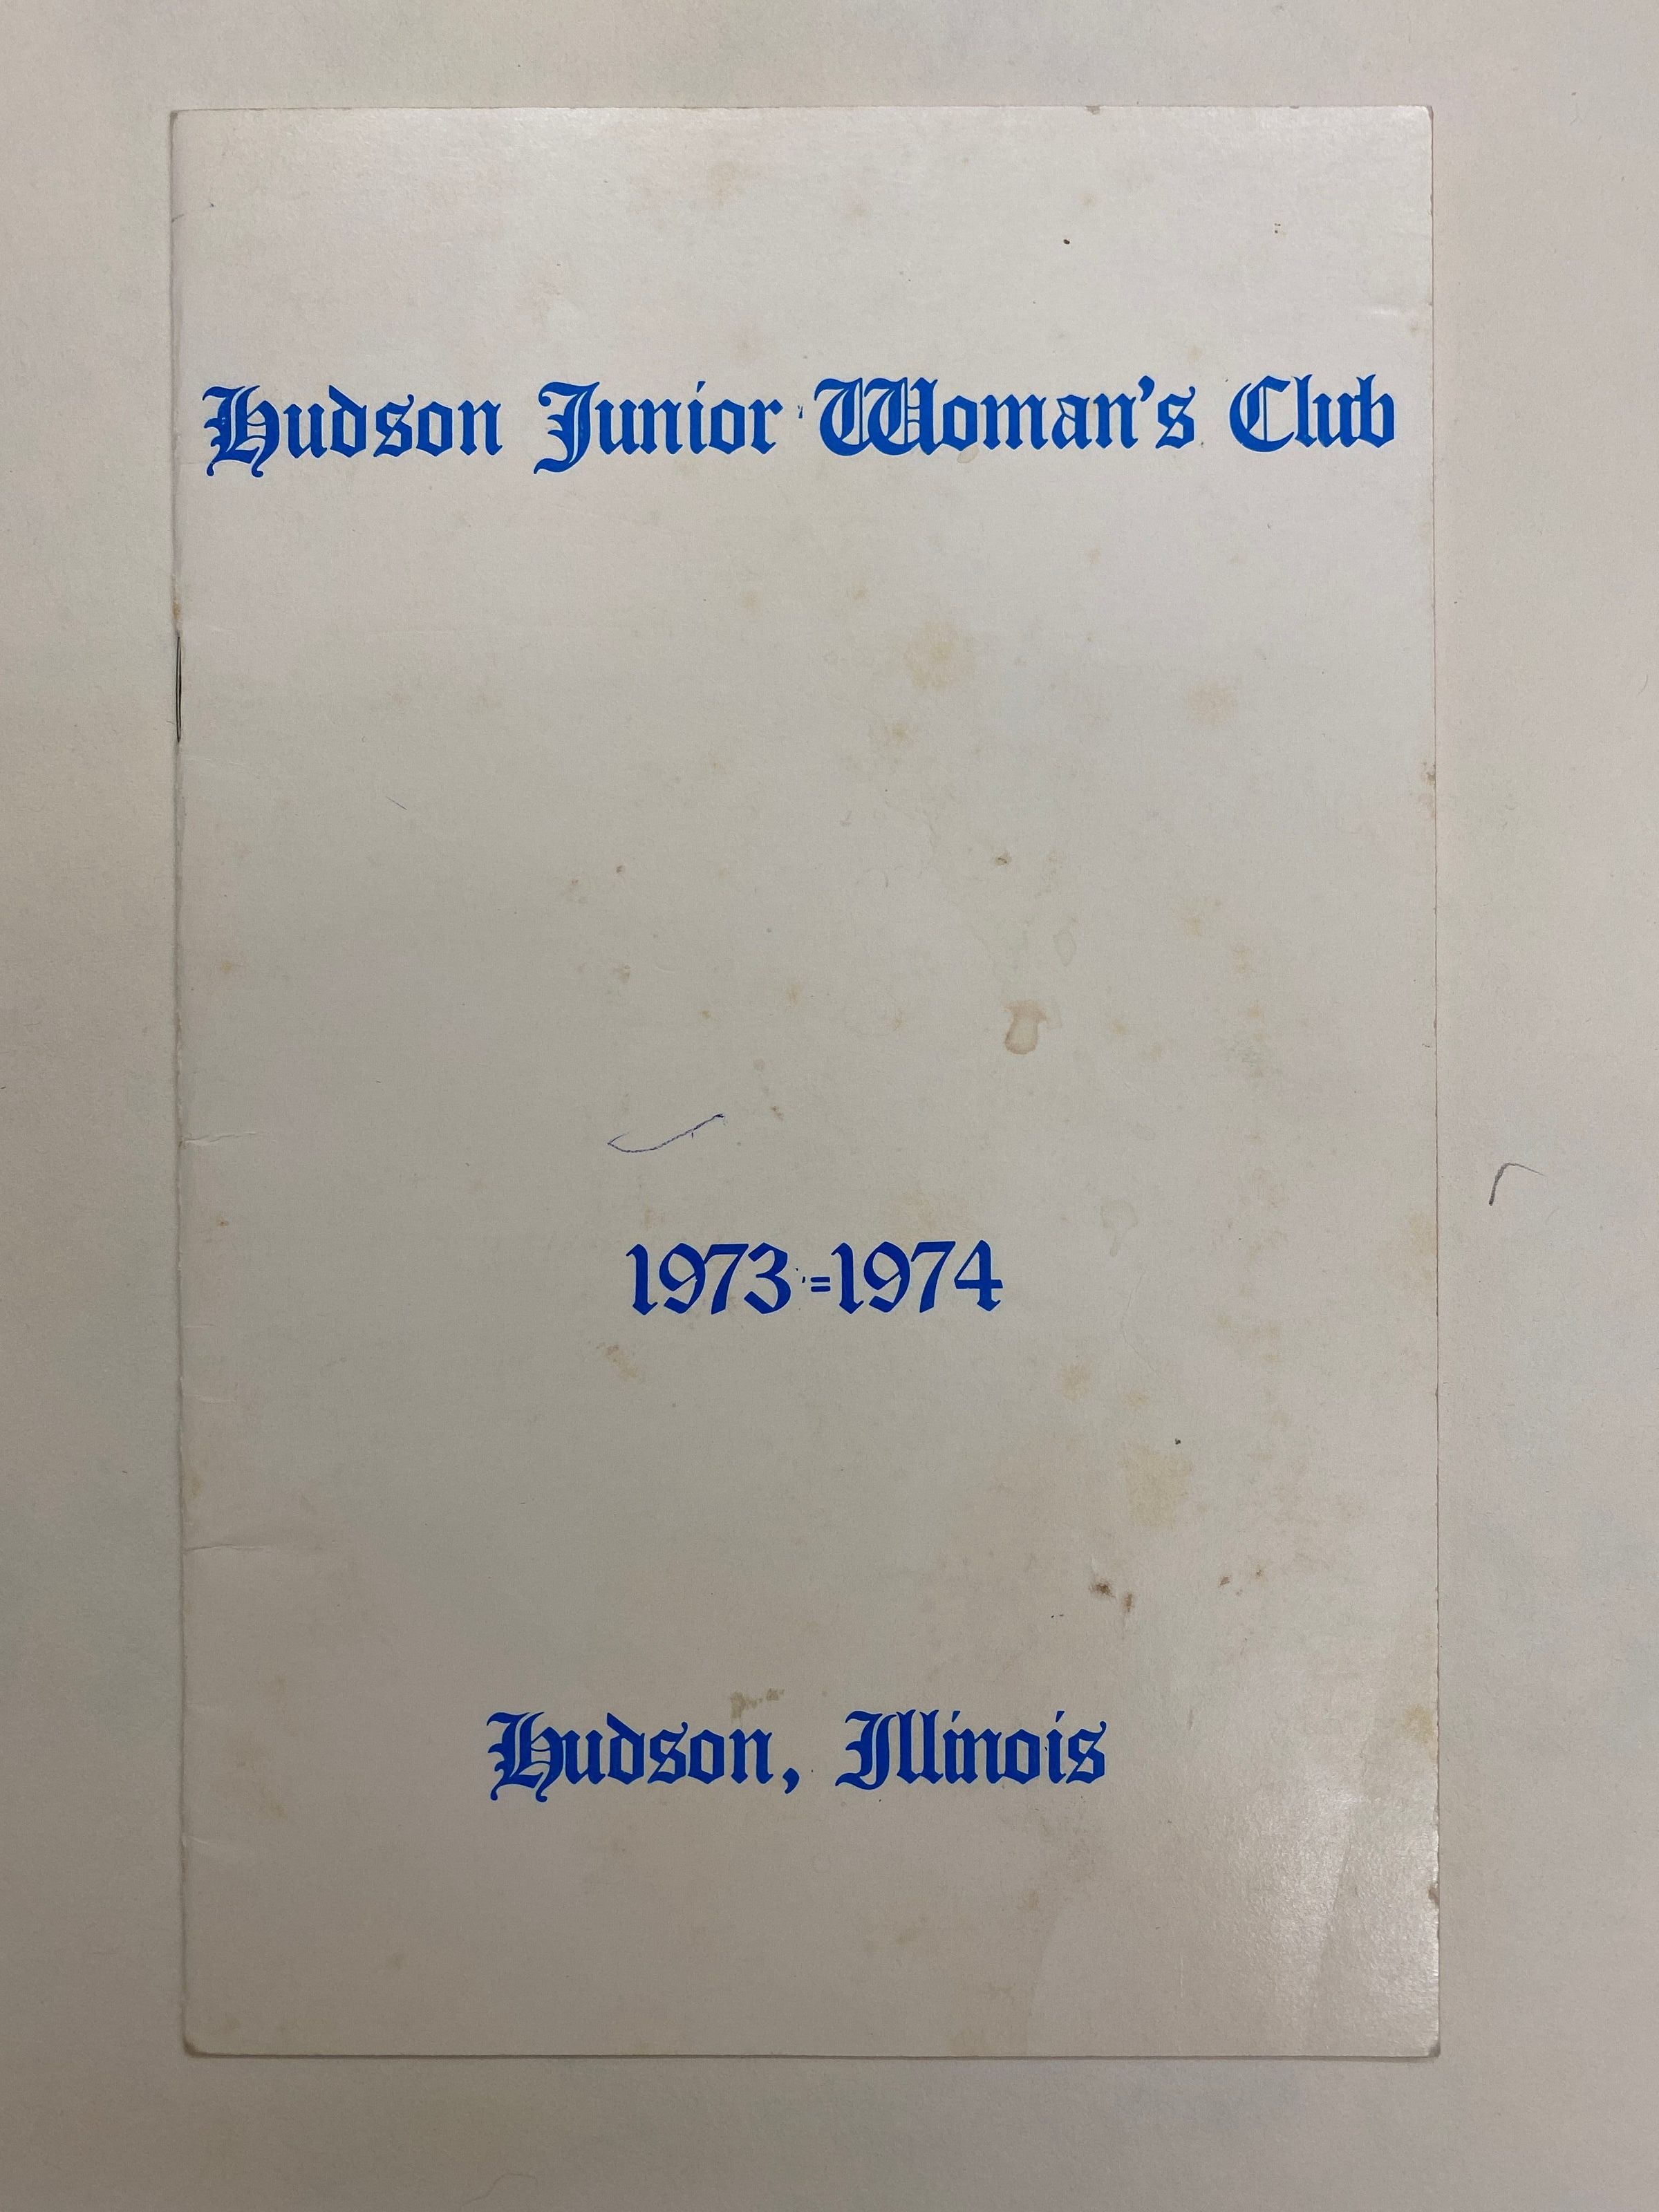 Hudson Junior Woman's Club
1973=1974
Hudson, Illinois